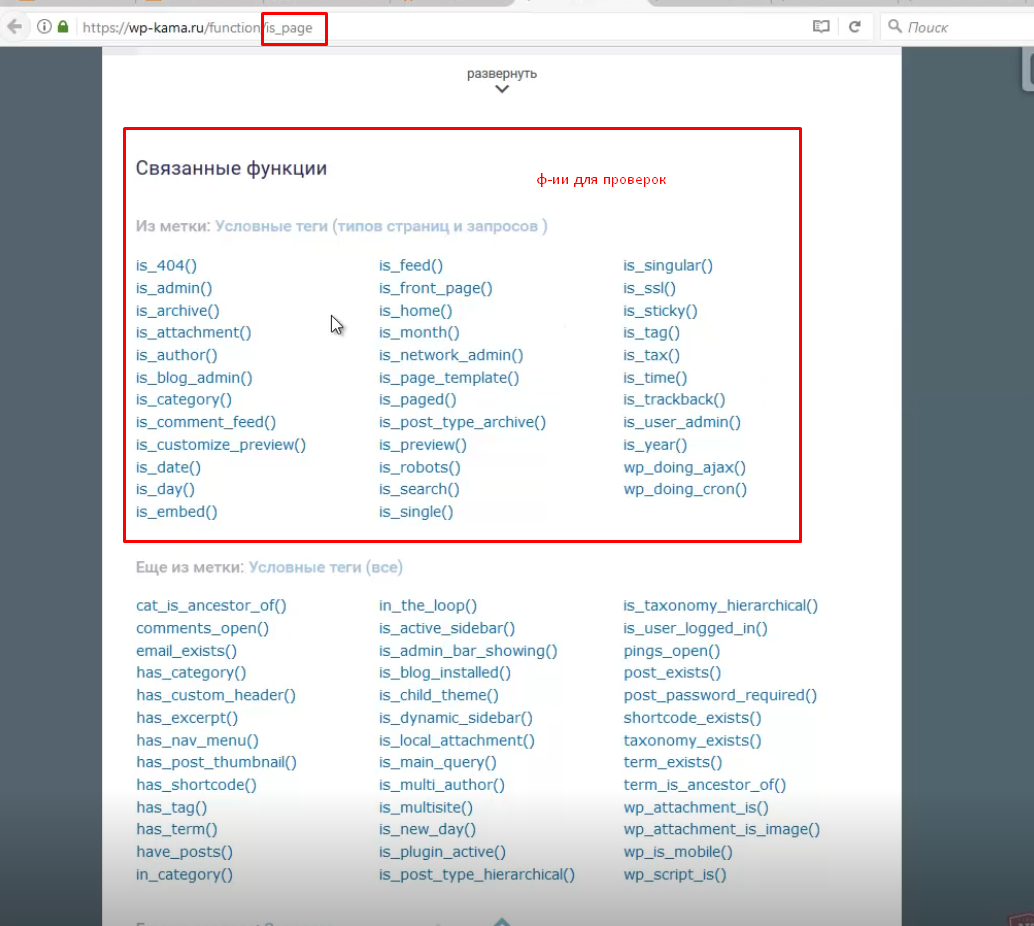 https://wp-kama.ru/function/is_page
Поиск
развернуть
Связанные функции
ф-ии для проверок
Из метки: Условные теги (типов страниц и запросов )
is_404() is_feed() is_singular()
is_admin() is_front_page() is_ssl()
is_archive() is_home() is_sticky()
is_attachment() is_month() is_tag()
is_author() is_network_admin() is_tax()
is_blog_admin() is_page_template() is_time()
is_category() is_paged() is_trackback()
is_comment_feed() is_post_type_archive() is_user_admin()
is_customize_preview() is_preview() is_year()
is_date() is_robots() wp_doing_ajax()
is_day() is_search() wp_doing_cron()
is_embed() is_single()
Еще из метки: Условные теги (все)
cat_is_ancestor_of() in_the_loop() is_taxonomy_hierarchical()
comments_open() is_active_sidebar() is_user_logged_in()
email_exists() is_admin_bar_showing() pings_open()
has_category() is_blog_installed() post_exists()
has_custom_header() is_child_theme() post_password_required()
has_excerpt() is_dynamic_sidebar() shortcode_exists()
has_nav_menu() is_local_attachment() taxonomy_exists()
has_post_thumbnail() is_main_query() term_exists()
has_shortcode() is_multi_author() term_is_ancestor_of()
has_tag() is_multisite() wp_attachment_is()
has_term() is_new_day() wp_attachment_is_image()
have_posts() is_plugin_active() wp_is_mobile()
in_category() is_post_type_hierarchical() wp_script_is()